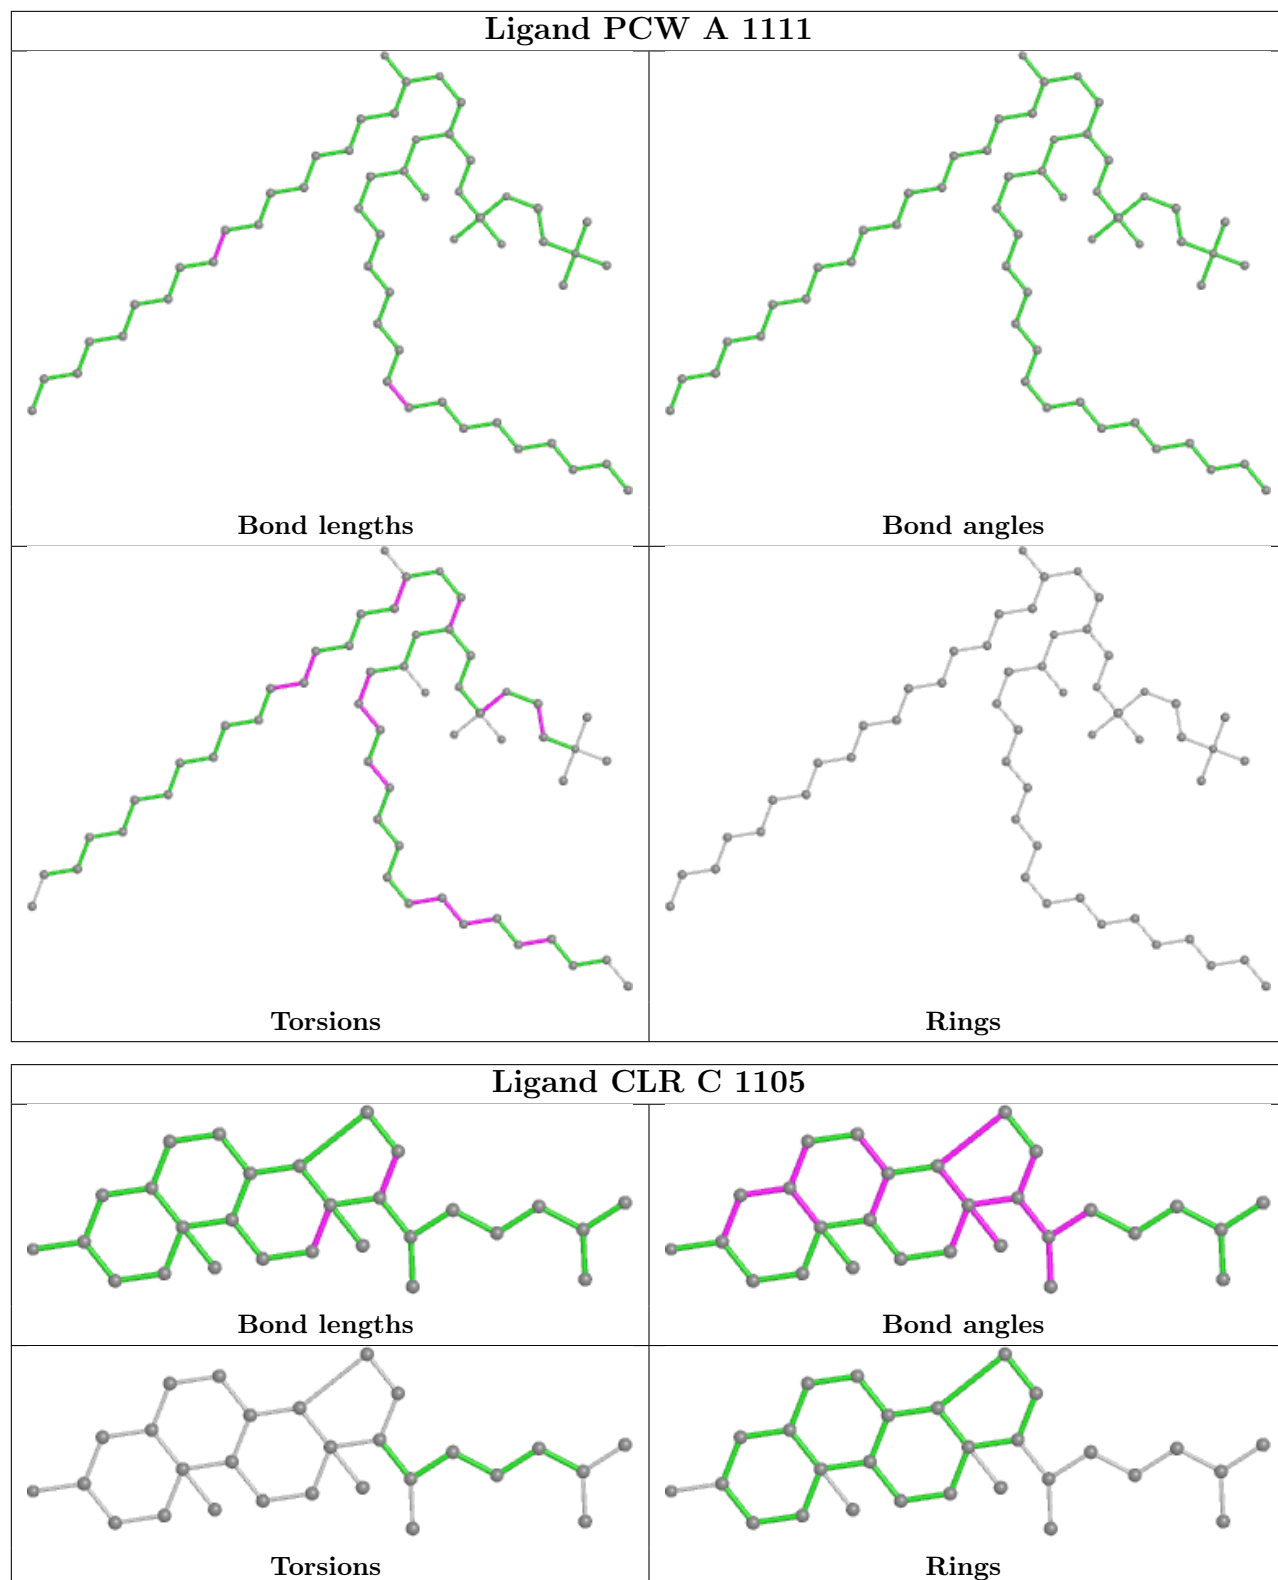 Ligand PCW A 1111
Bond lengths
Bond angles
Torsions
Rings
Ligand CLR C 1105
Bond lengths
Bond angles
Torsions
Rings